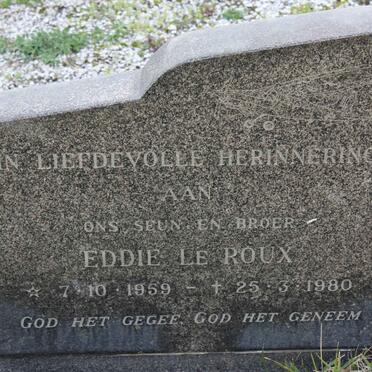 IN LIEFDEVOLLE HERINNERING
AAN
ONS SEUN EN BROER
EDDIE LE ROUX
☆ 7·10·1959 – † 25·3·1980
GOD HET GEGEE, GOD HET GENEEM